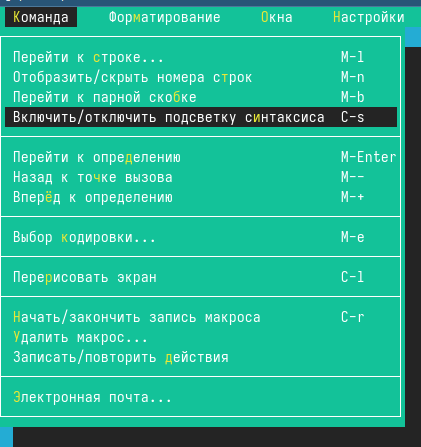 Команда Форматирование Окна Настройки
Перейти к строке... M-l
Отобразить/скрыть номера строк M-n
Перейти к парной скобке M-b
Включить/отключить подсветку синтаксиса C-s
Перейти к определению M-Enter
Назад к точке вызова M--
Вперёд к определению M-+
Выбор кодировки... M-e
Перерисовать экран C-l
Начать/закончить запись макроса C-r
Удалить макрос...
Записать/повторить действия
Электронная почта...